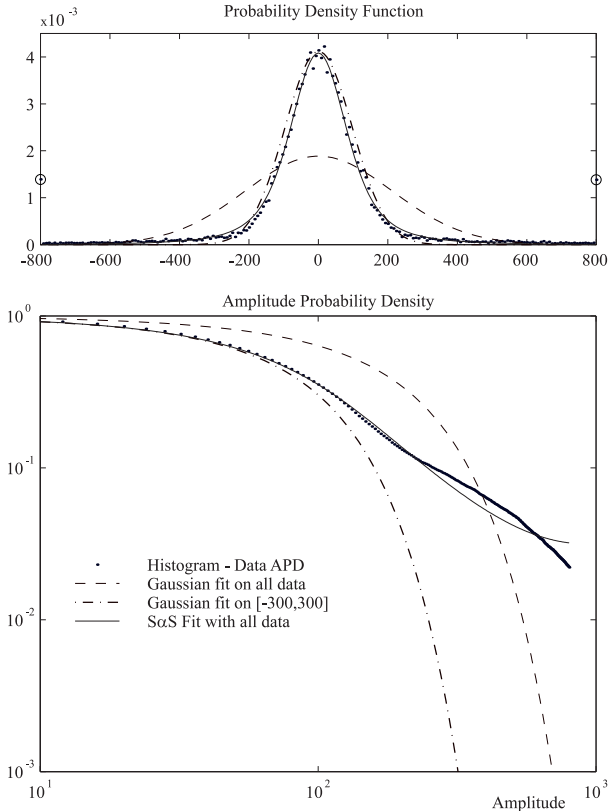 Probability Density Function
x10⁻³
4
3
2
1
0
-800 -600 -400 -200 0 200 400 600 800
Amplitude Probability Density
10⁰
10⁻¹
10⁻²
10⁻³
Histogram - Data APD
Gaussian fit on all data
Gaussian fit on [-300,300]
SαS Fit with all data
10¹ 10² 10³
Amplitude